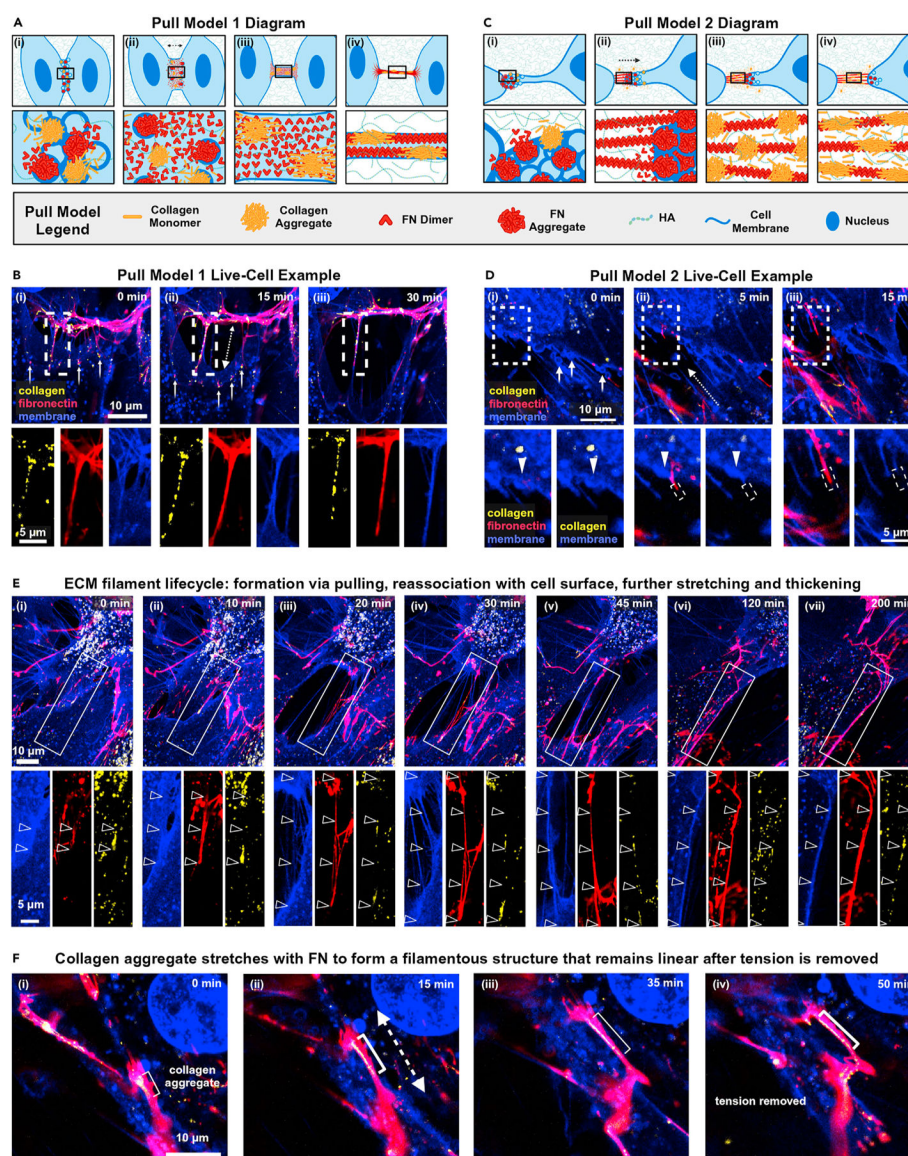 A Pull Model 1 Diagram
(i) (ii) (iii) (iv)
C Pull Model 2 Diagram
(i) (ii) (iii) (iv)
Pull Model
Legend
Collagen
Monomer
Collagen
Aggregate
FN Dimer
FN
Aggregate
HA
Cell
Membrane
Nucleus
B Pull Model 1 Live-Cell Example
(i) 0 min (ii) 15 min (iii) 30 min
collagen
fibronectin
membrane
10 µm
5 µm
D Pull Model 2 Live-Cell Example
(i) 0 min (ii) 5 min (iii) 15 min
collagen
fibronectin
membrane
10 µm
collagen
fibronectin
membrane
collagen
5 µm
E ECM filament lifecycle: formation via pulling, reassociation with cell surface, further stretching and thickening
(i) 0 min (ii) 10 min (iii) 20 min (iv) 30 min (v) 45 min (vi) 120 min (vii) 200 min
10 µm
5 µm
F Collagen aggregate stretches with FN to form a filamentous structure that remains linear after tension is removed
(i) 0 min (ii) 15 min (iii) 35 min (iv) 50 min
collagen
aggregate
10 µm
tension removed